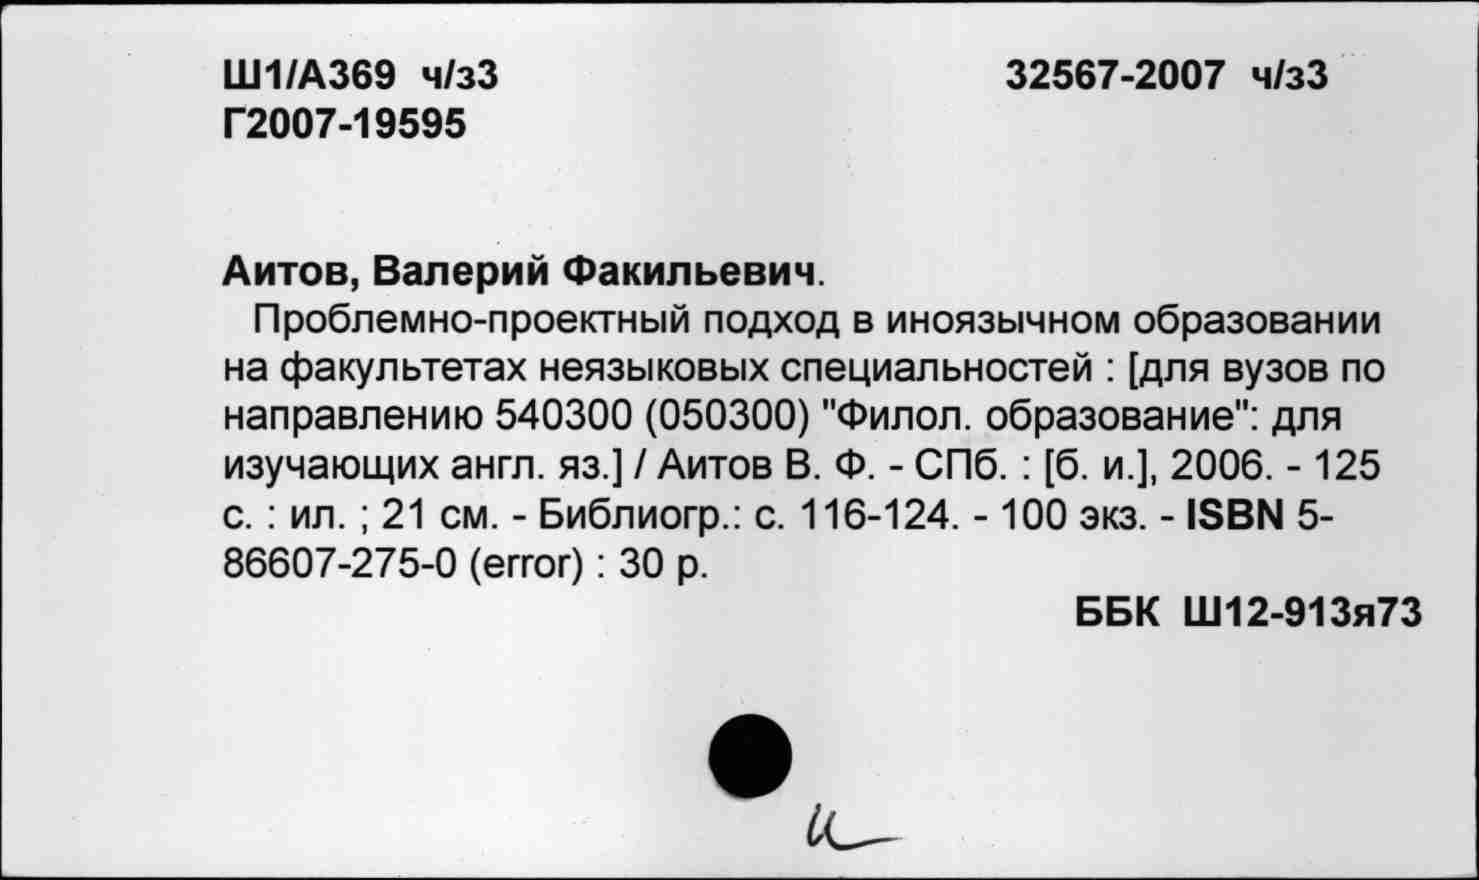 Ш1/А369 ч/з3 32567-2007 ч/з3
Г2007-19595
Аитов, Валерий Факильевич.
Проблемно-проектный подход в иноязычном образовании
на факультетах неязыковых специальностей : [для вузов по
направлению 540300 (050300) "Филол. образование": для
изучающих англ. яз.] / Аитов В. Ф. - СПб. : [б. и.], 2006. - 125
с. : ил. ; 21 см. - Библиогр.: с. 116-124. - 100 экз. - ISBN 5-
86607-275-0 (error) : 30 р.
ББК Ш12-913я73